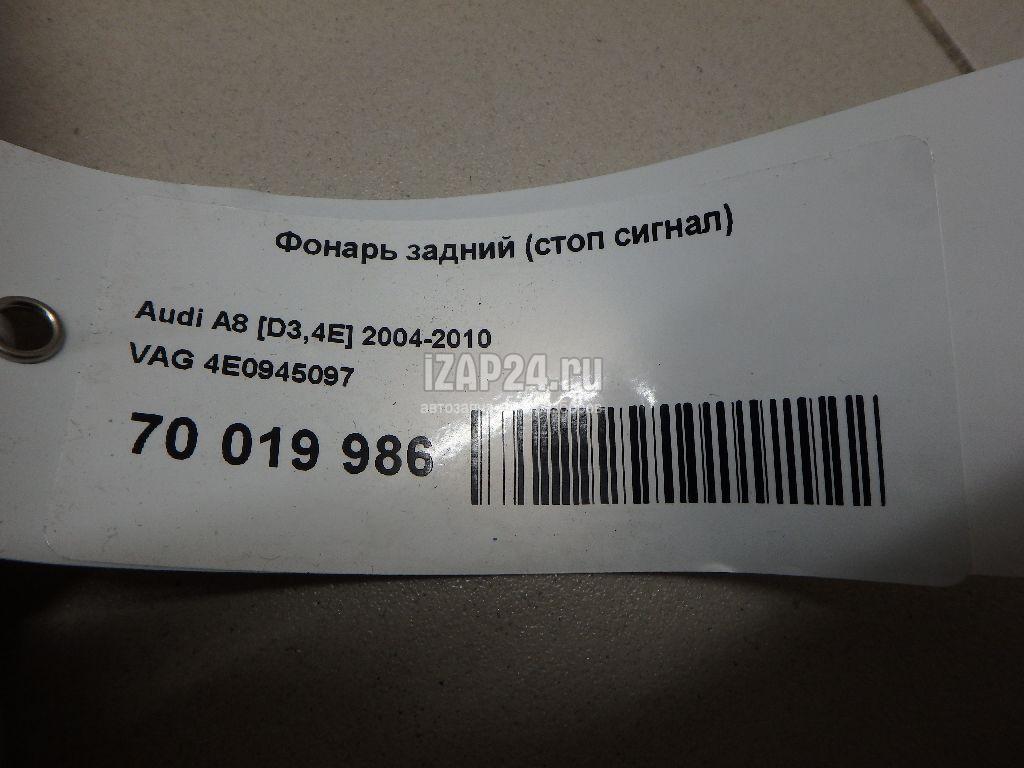 Фонарь задний (стоп сигнал)
Audi A8 [D3,4E] 2004-2010
VAG 4E0945097
iZAP24.ru
70 019 986